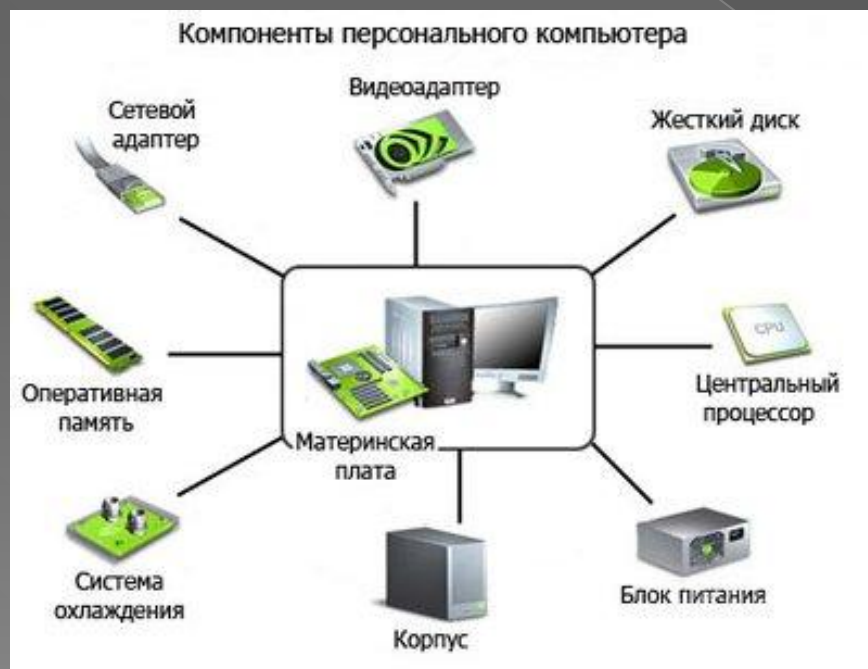 Компоненты персонального компьютера
Видеоадаптер
Сетевой
адаптер
Жесткий диск
CPU
Оперативная
память
Центральный
процессор
Материнская
плата
Система
охлаждения
Корпус
Блок питания